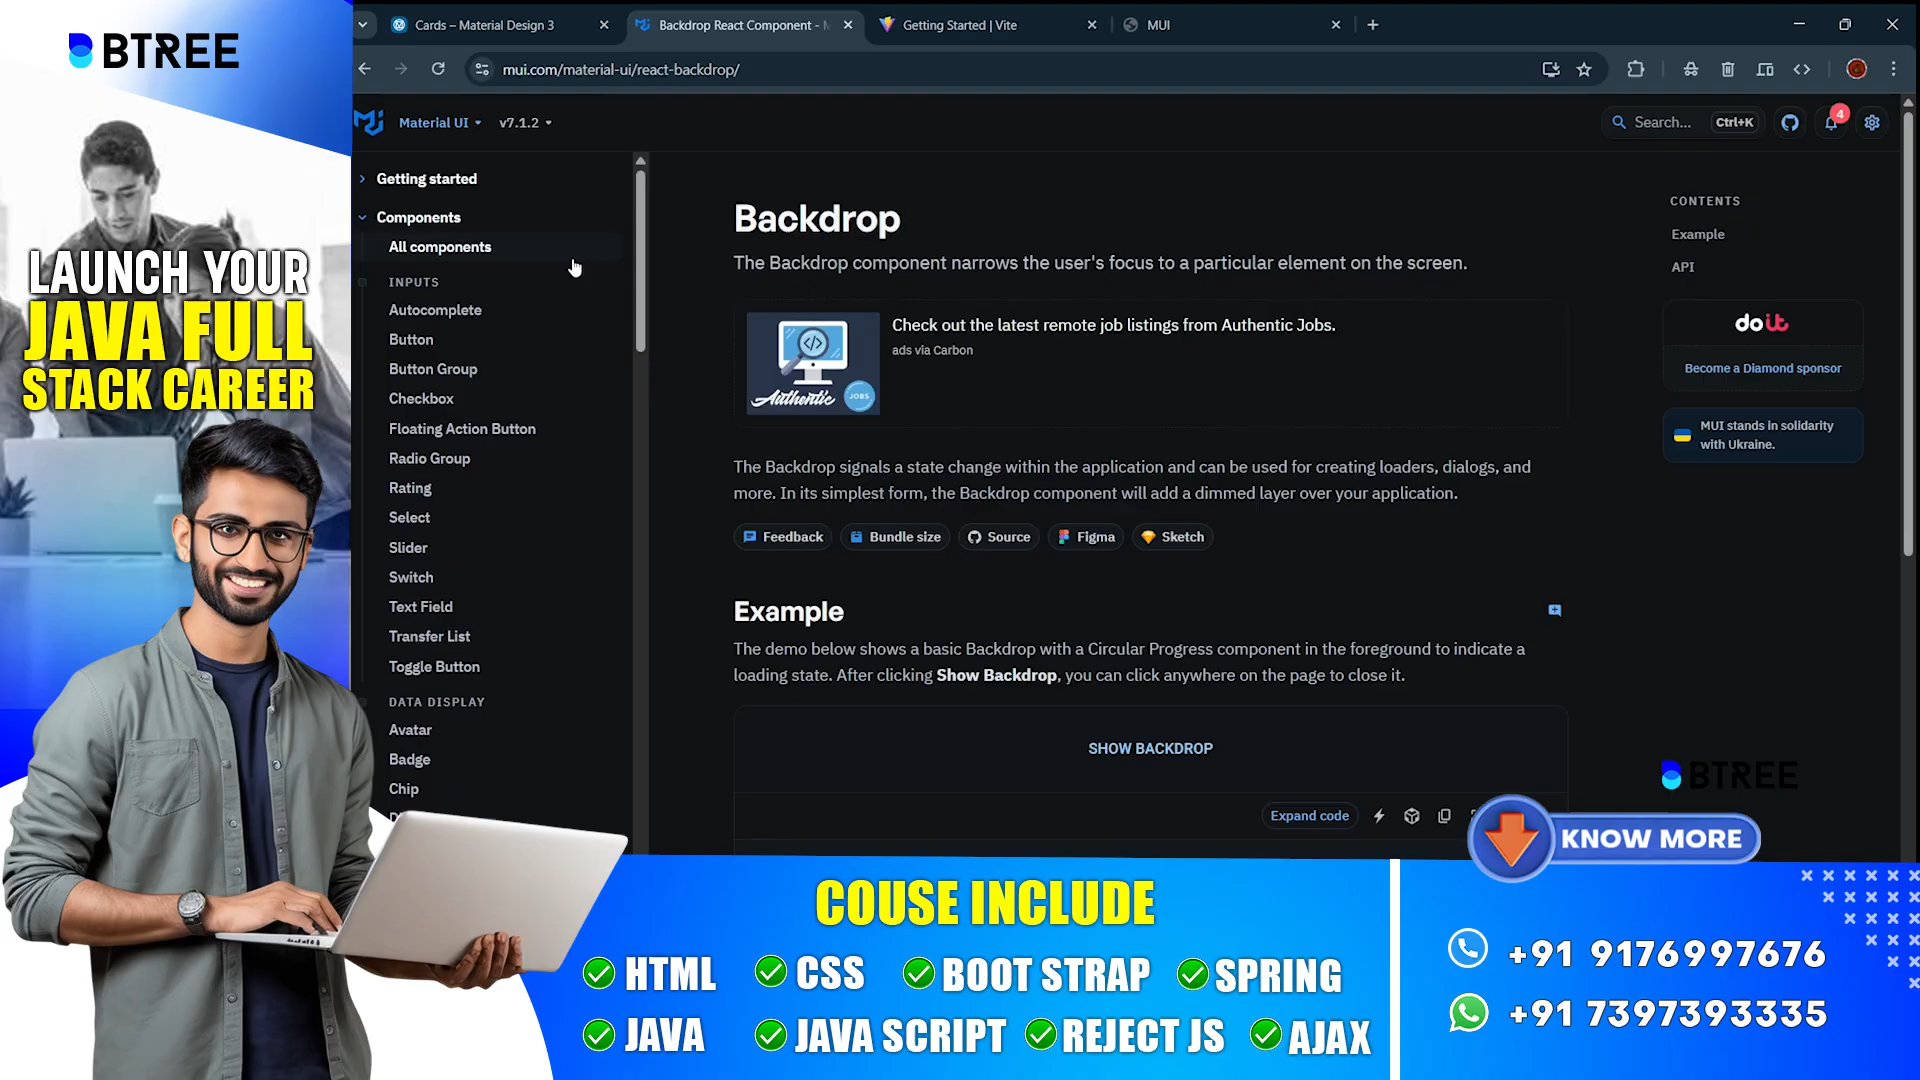 BTREE
LAUNCH YOUR
JAVA FULL
STACK CAREER
Cards – Material Design 3
Backdrop React Component -
Getting Started | Vite
MUI
mui.com/material-ui/react-backdrop/
Material UI
v7.1.2
Search...
Ctrl+K
4
Getting started
Components
All components
INPUTS
Autocomplete
Button
Button Group
Checkbox
Floating Action Button
Radio Group
Rating
Select
Slider
Switch
Text Field
Transfer List
Toggle Button
DATA DISPLAY
Avatar
Badge
Chip
Backdrop
The Backdrop component narrows the user's focus to a particular element on the screen.
Authentic JOBS
Check out the latest remote job listings from Authentic Jobs.
ads via Carbon
The Backdrop signals a state change within the application and can be used for creating loaders, dialogs, and
more. In its simplest form, the Backdrop component will add a dimmed layer over your application.
Feedback
Bundle size
Source
Figma
Sketch
Example
The demo below shows a basic Backdrop with a Circular Progress component in the foreground to indicate a
loading state. After clicking Show Backdrop, you can click anywhere on the page to close it.
SHOW BACKDROP
Expand code
CONTENTS
Example
API
doit
Become a Diamond sponsor
MUI stands in solidarity
with Ukraine.
BTREE
KNOW MORE
COUSE INCLUDE
HTML CSS BOOT STRAP SPRING
JAVA JAVA SCRIPT REJECT JS AJAX
+91 9176997676
+91 7397393335